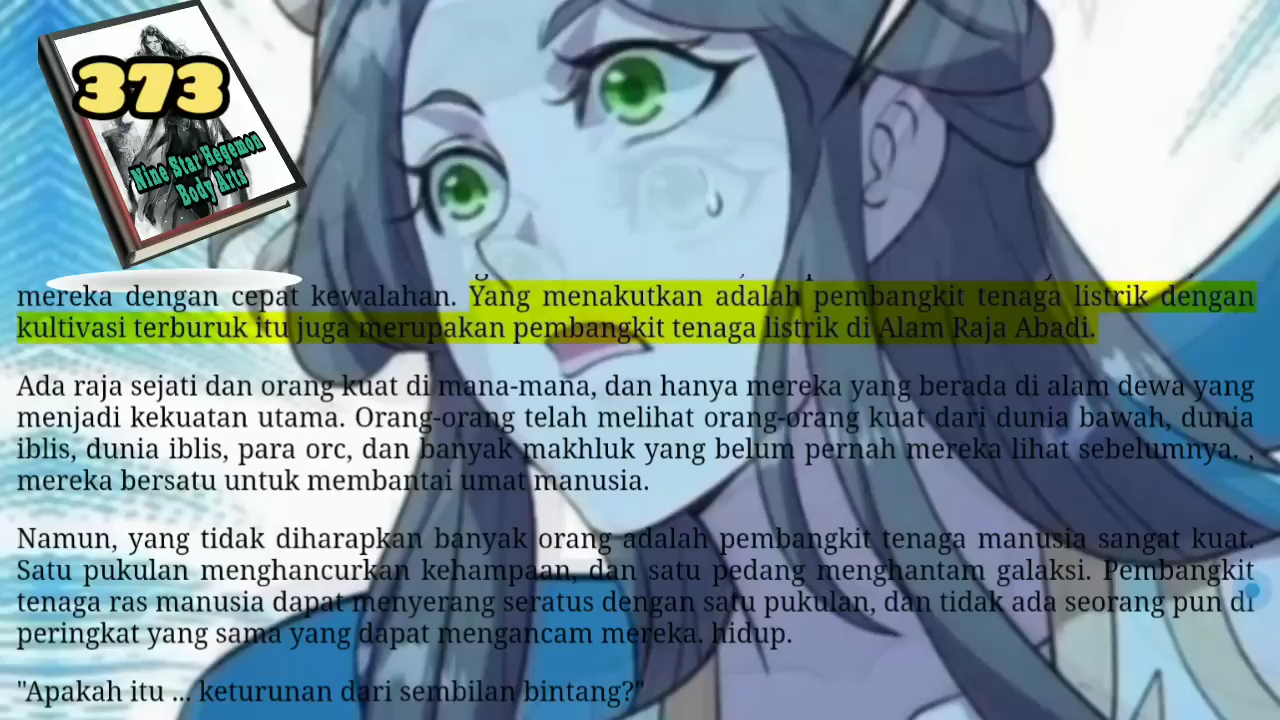 373
Nine Star Hegemon
Body Arts
mereka dengan cepat kewalahan. Yang menakutkan adalah pembangkit tenaga listrik dengan
kultivasi terburuk itu juga merupakan pembangkit tenaga listrik di Alam Raja Abadi.
Ada raja sejati dan orang kuat di mana-mana, dan hanya mereka yang berada di alam dewa yang
menjadi kekuatan utama. Orang-orang telah melihat orang-orang kuat dari dunia bawah, dunia
iblis, dunia iblis, para orc, dan banyak makhluk yang belum pernah mereka lihat sebelumnya. ,
mereka bersatu untuk membantai umat manusia.
Namun, yang tidak diharapkan banyak orang adalah pembangkit tenaga manusia sangat kuat.
Satu pukulan menghancurkan kehampaan, dan satu pedang menghantam galaksi. Pembangkit
tenaga ras manusia dapat menyerang seratus dengan satu pukulan, dan tidak ada seorang pun di
peringkat yang sama yang dapat mengancam mereka. hidup.
"Apakah itu ... keturunan dari sembilan bintang?"